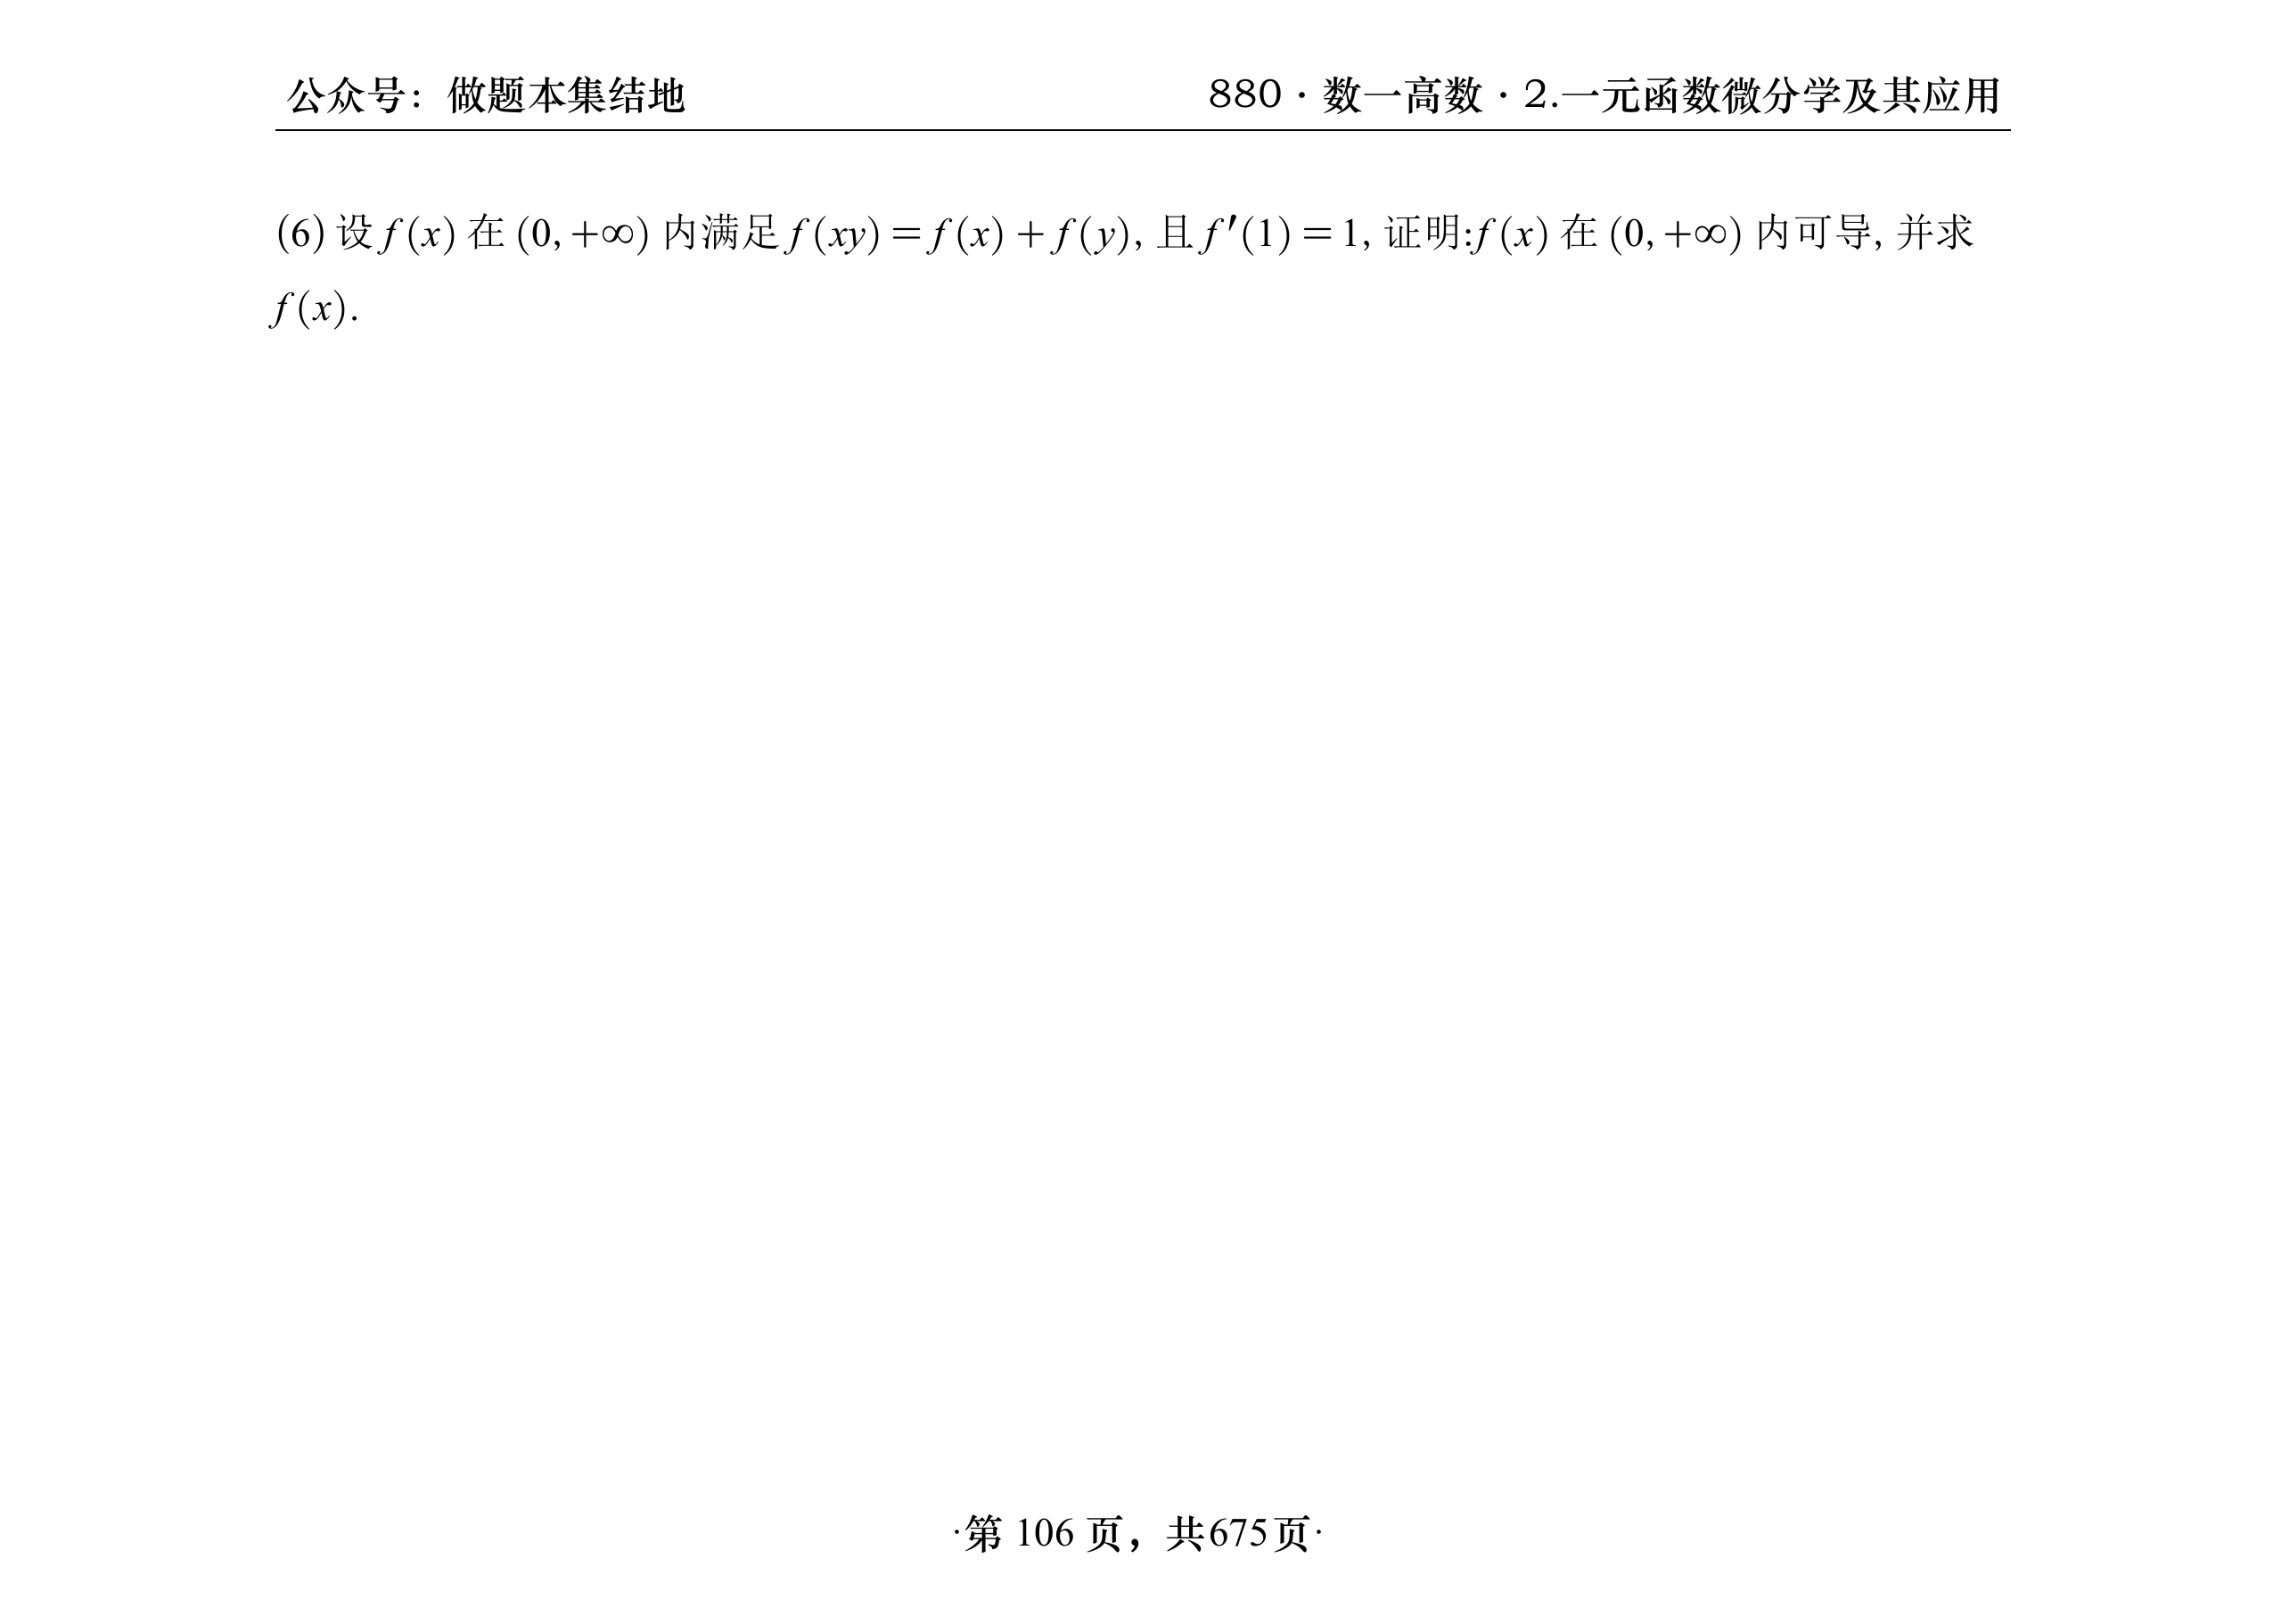 公众号：做题本集结地 880·数一高数·2.一元函数微分学及其应用
(6) 设 f(x) 在 (0, +∞) 内满足 f(xy) = f(x) + f(y), 且 f′(1) = 1, 证明:f(x) 在 (0, +∞) 内可导, 并求
f(x).
·第 106 页，共675页·